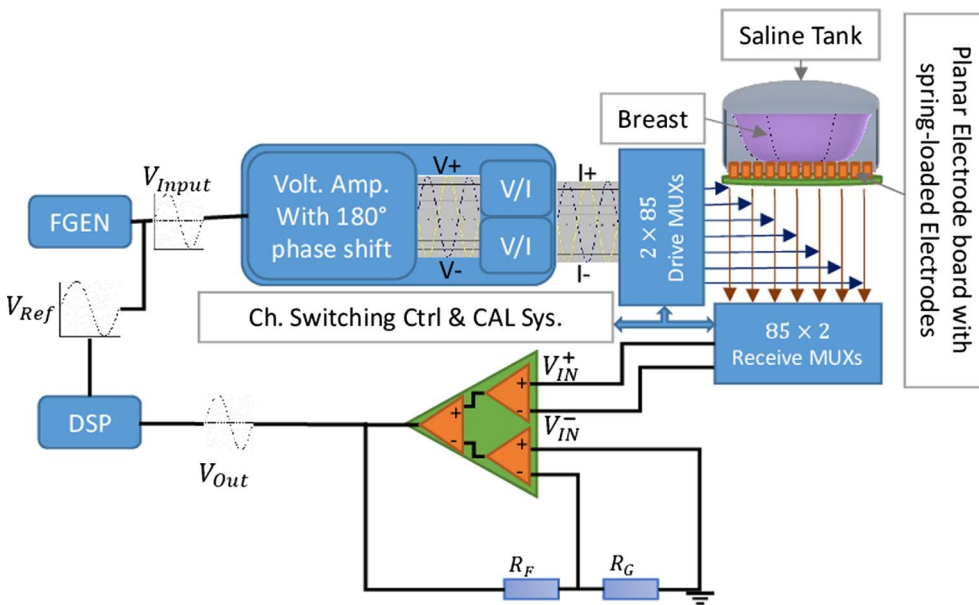 Saline Tank
Planar Electrode board with
spring-loaded Electrodes
Breast
V_Input
FGEN
Volt. Amp.
With 180°
phase shift
V+
V-
V/I
V/I
I+
I-
2 × 85
Drive MUXs
V_Ref
Ch. Switching Ctrl & CAL Sys.
85 × 2
Receive MUXs
DSP
V_Out
V_IN^+
V_IN^-
+
-
+
-
+
-
R_F
R_G